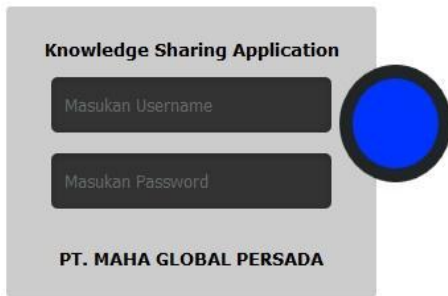 Knowledge Sharing Application
Masukan Username
Masukan Password
PT. MAHA GLOBAL PERSADA